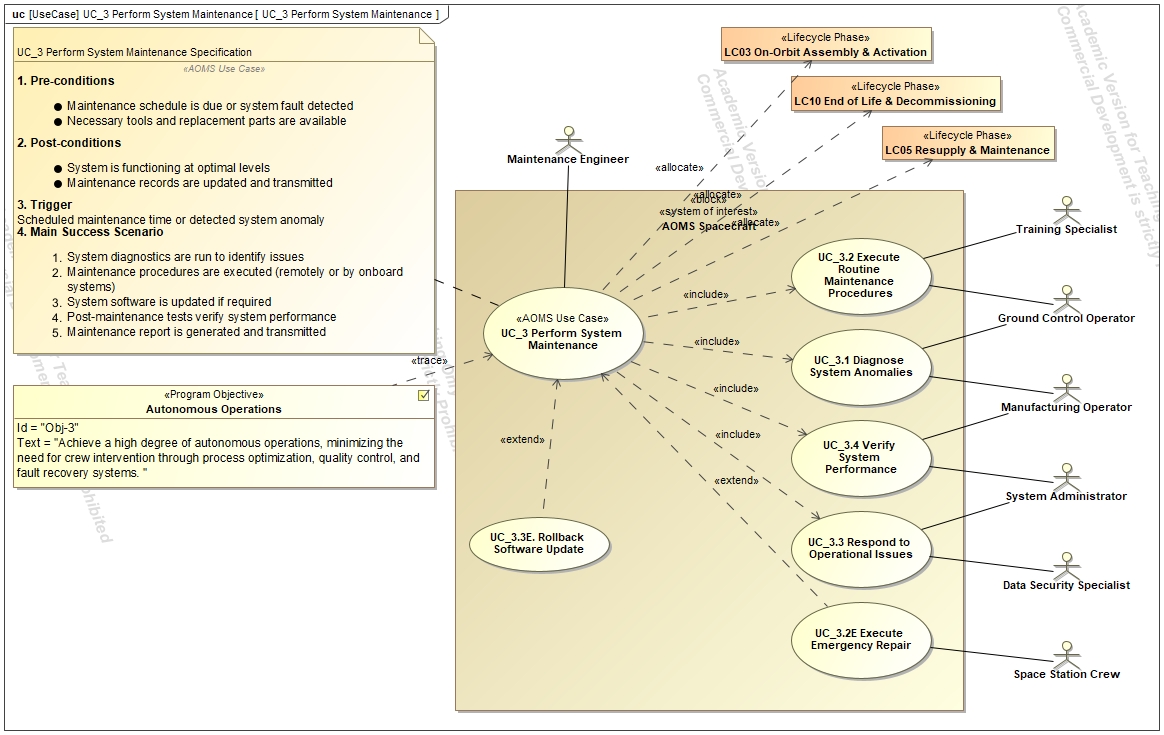 uc [UseCase] UC_3 Perform System Maintenance [ UC_3 Perform System Maintenance ]
UC_3 Perform System Maintenance Specification
«AOMS Use Case»
1. Pre-conditions
● Maintenance schedule is due or system fault detected
● Necessary tools and replacement parts are available
2. Post-conditions
● System is functioning at optimal levels
● Maintenance records are updated and transmitted
3. Trigger
Scheduled maintenance time or detected system anomaly
4. Main Success Scenario
1. System diagnostics are run to identify issues
2. Maintenance procedures are executed (remotely or by onboard
systems)
3. System software is updated if required
4. Post-maintenance tests verify system performance
5. Maintenance report is generated and transmitted
«trace»
«Program Objective»
Autonomous Operations
Id = "Obj-3"
Text = "Achieve a high degree of autonomous operations, minimizing the
need for crew intervention through process optimization, quality control, and
fault recovery systems. "
Maintenance Engineer
«Lifecycle Phase»
LC03 On-Orbit Assembly & Activation
«Lifecycle Phase»
LC10 End of Life & Decommissioning
«Lifecycle Phase»
LC05 Resupply & Maintenance
«allocate»
«allocate»
«block»
«system of interest»
«allocate»
AOMS Spacecraft
«AOMS Use Case»
UC_3 Perform System
Maintenance
«include»
«include»
«include»
«include»
«extend»
«extend»
UC_3.3E. Rollback
Software Update
UC_3.2 Execute
Routine
Maintenance
Procedures
UC_3.1 Diagnose
System Anomalies
UC_3.4 Verify
System
Performance
UC_3.3 Respond to
Operational Issues
UC_3.2E Execute
Emergency Repair
Training Specialist
Ground Control Operator
Manufacturing Operator
System Administrator
Data Security Specialist
Space Station Crew
Academic Version for Teaching
Commercial Development is strictly